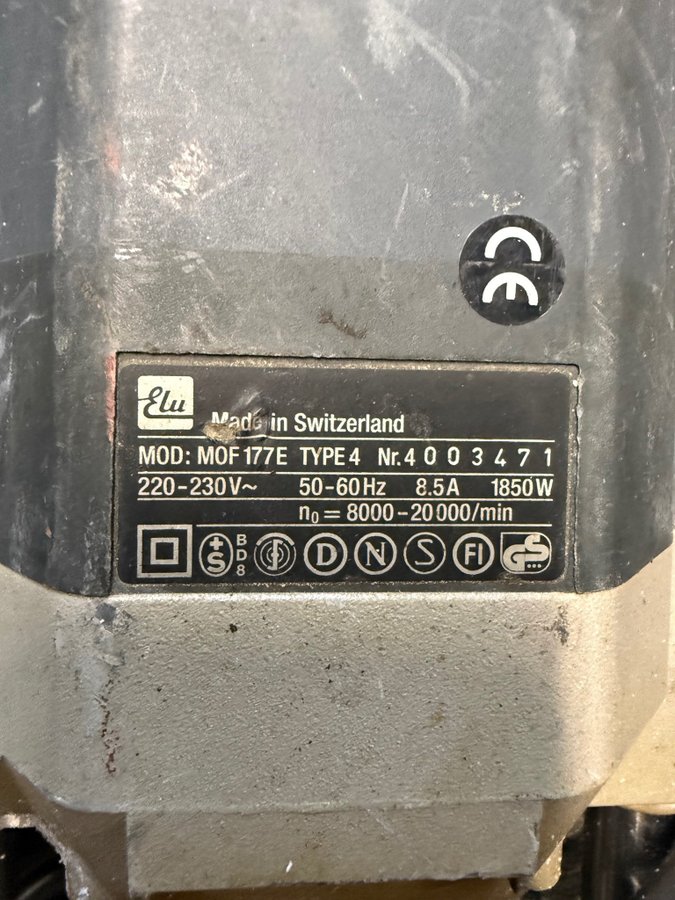 CE
Elu
Made in Switzerland
MOD: MOF 177E TYPE 4 Nr. 4 0 0 3 4 7 1
220-230V~ 50-60Hz 8.5A 1850W
n₀ = 8000-20000/min
+S BD8 D N S FI GS